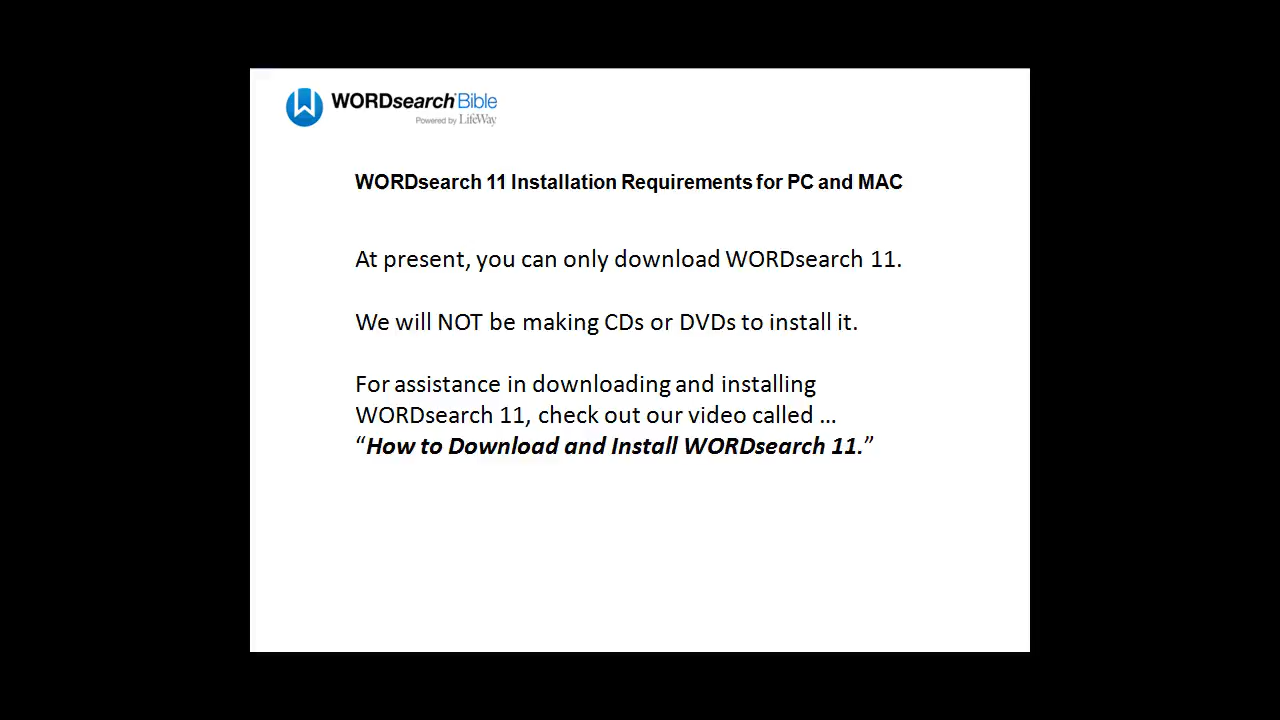 WORDsearch® Bible
Powered by LifeWay
WORDsearch 11 Installation Requirements for PC and MAC
At present, you can only download WORDsearch 11.
We will NOT be making CDs or DVDs to install it.
For assistance in downloading and installing
WORDsearch 11, check out our video called …
“How to Download and Install WORDsearch 11.”